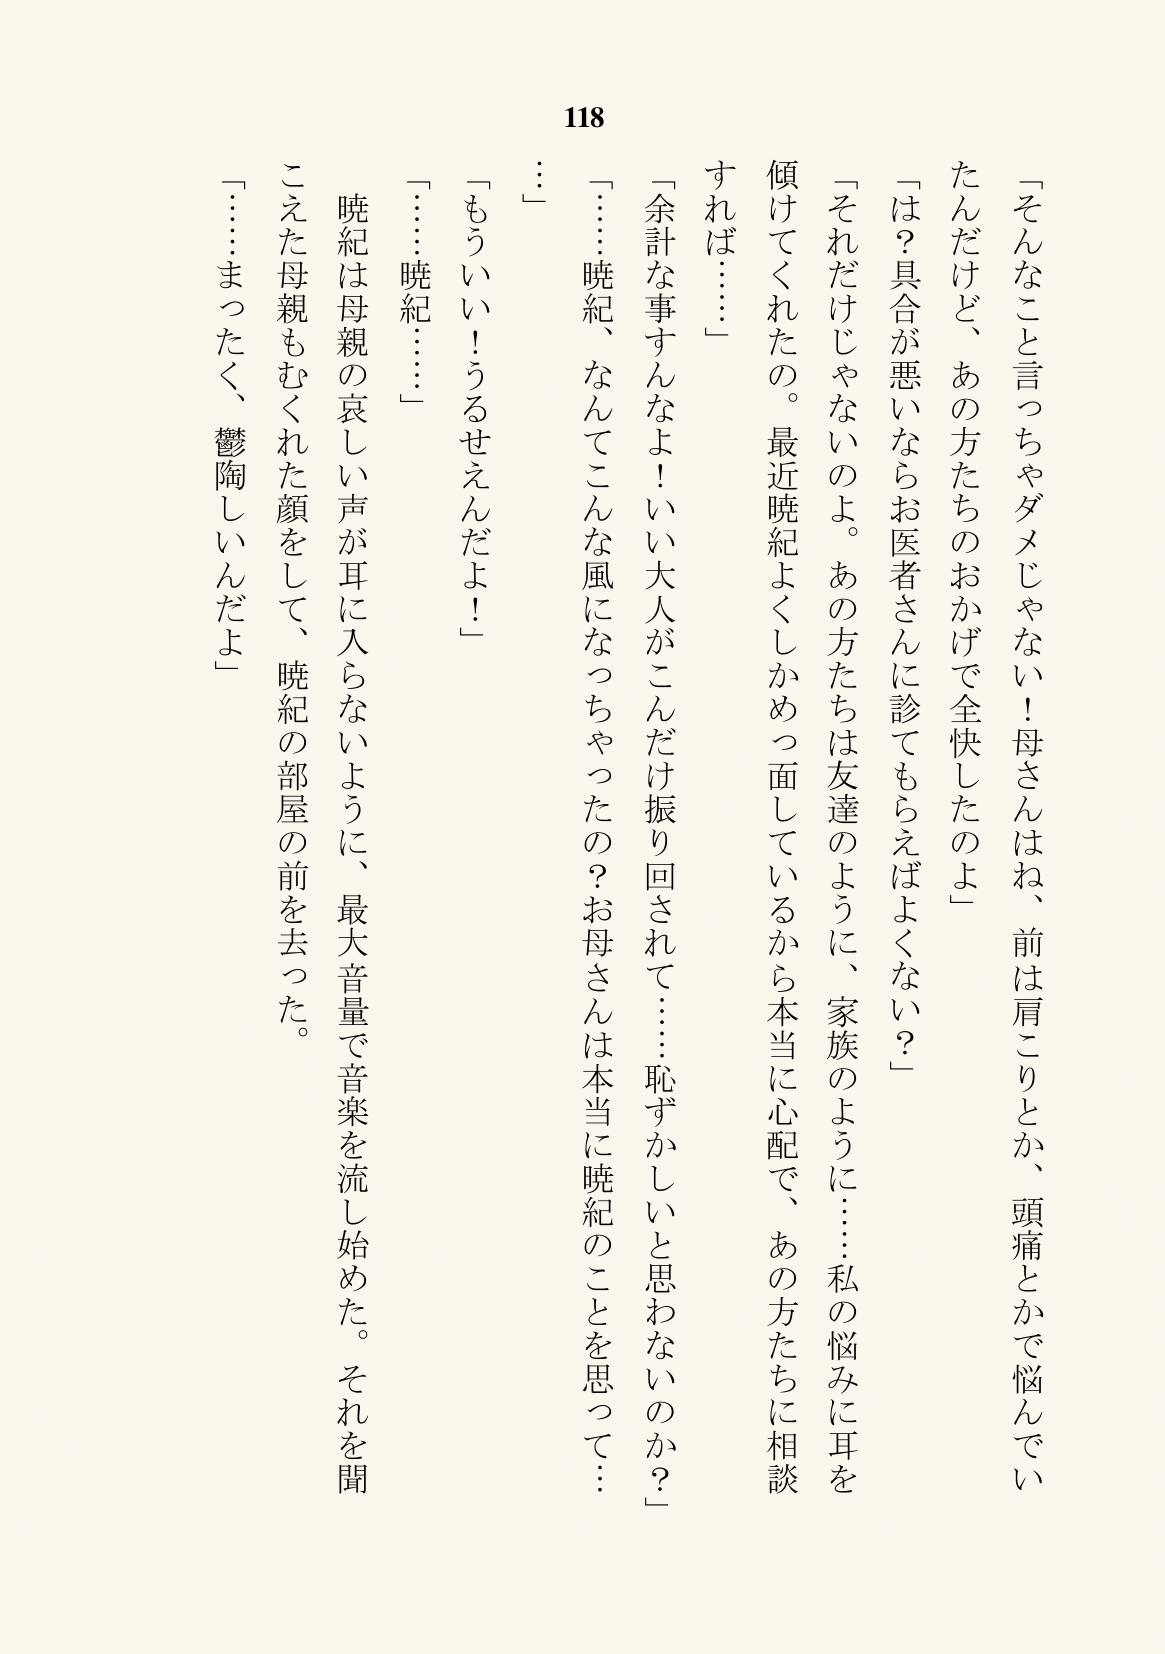 118
「そんなこと言っちゃダメじゃない！母さんはね、前は肩こりとか、頭痛とかで悩んでい
たんだけど、あの方たちのおかげで全快したのよ」
「は？具合が悪いならお医者さんに診てもらえばよくない？」
「それだけじゃないのよ。あの方たちは友達のように、家族のように……私の悩みに耳を
傾けてくれたの。最近暁紀よくしかめっ面しているから本当に心配で、あの方たちに相談
すれば……」
「余計な事すんなよ！いい大人がこんだけ振り回されて……恥ずかしいと思わないのか？」
「……暁紀、なんてこんな風になっちゃったの？お母さんは本当に暁紀のことを思って…
…」
「もういい！うるせえんだよ！」
「……暁紀……」
　暁紀は母親の哀しい声が耳に入らないように、最大音量で音楽を流し始めた。それを聞
こえた母親もむくれた顔をして、暁紀の部屋の前を去った。
「……まったく、鬱陶しいんだよ」